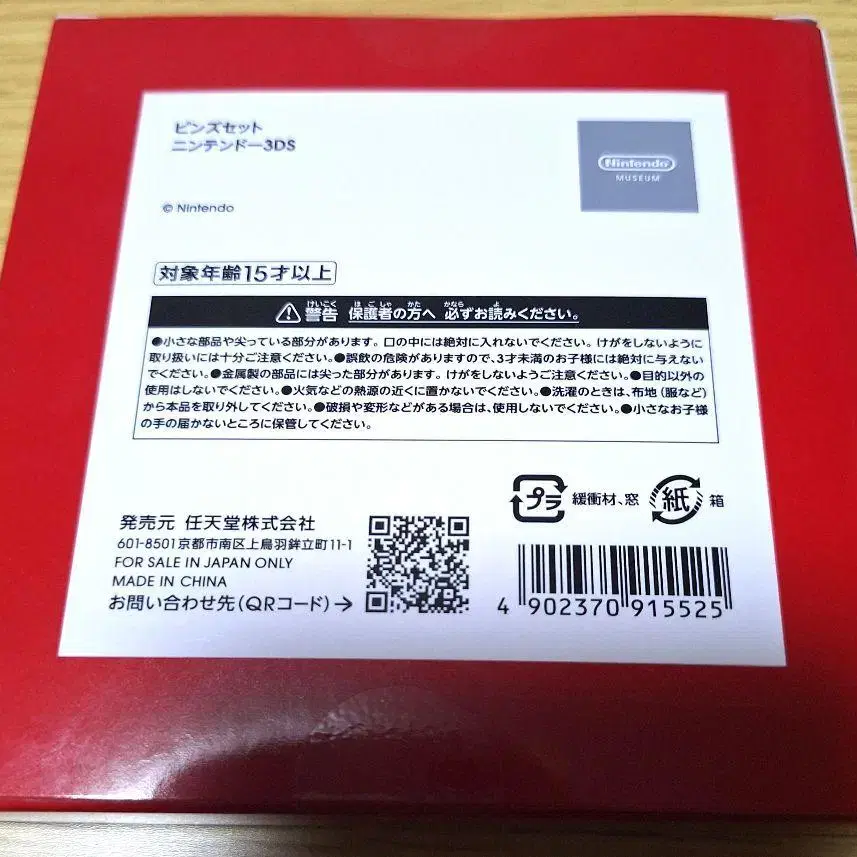 ピンズセット
ニンテンドー3DS
Nintendo
MUSEUM
© Nintendo
対象年齢15才以上
警告 保護者の方へ 必ずお読みください。
●小さな部品や尖っている部分があります。口の中には絶対に入れないでください。けがをしないように
取り扱いには十分ご注意ください。●誤飲の危険がありますので、3才未満のお子様には絶対に与えない
でください。●金属製の部品には尖った部分があります。けがをしないようご注意ください。●目的以外の
使用はしないでください。●火気などの熱源の近くに置かないでください。●洗濯のときは、布地(服など)
から本品を取り外してください。●破損や変形などがある場合は、使用しないでください。●小さなお子様
の手の届かないところに保管してください。
プラ 緩衝材、窓 紙 箱
発売元 任天堂株式会社
601-8501京都市南区上鳥羽鉾立町11-1
FOR SALE IN JAPAN ONLY
MADE IN CHINA
お問い合わせ先(QRコード)→
4 902370 915525